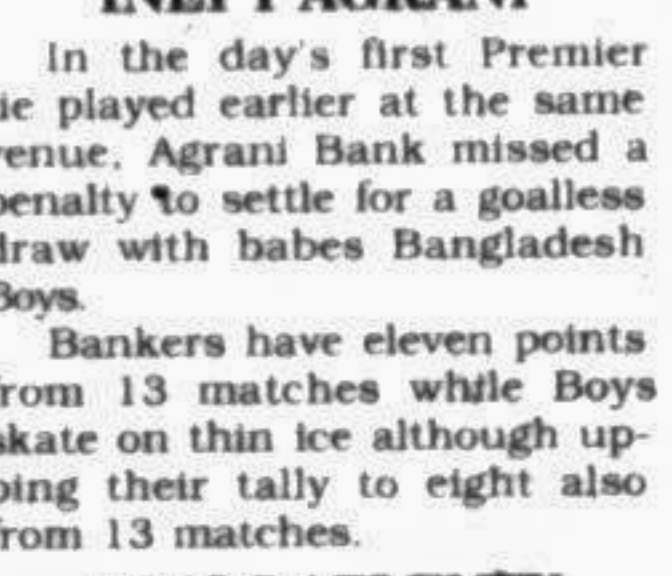 INEPT AGRANI
In the day's first Premier
ie played earlier at the same
venue, Agrani Bank missed a
penalty to settle for a goalless
draw with babes Bangladesh
Boys.
Bankers have eleven points
from 13 matches while Boys
skate on thin ice although up-
ping their tally to eight also
from 13 matches.